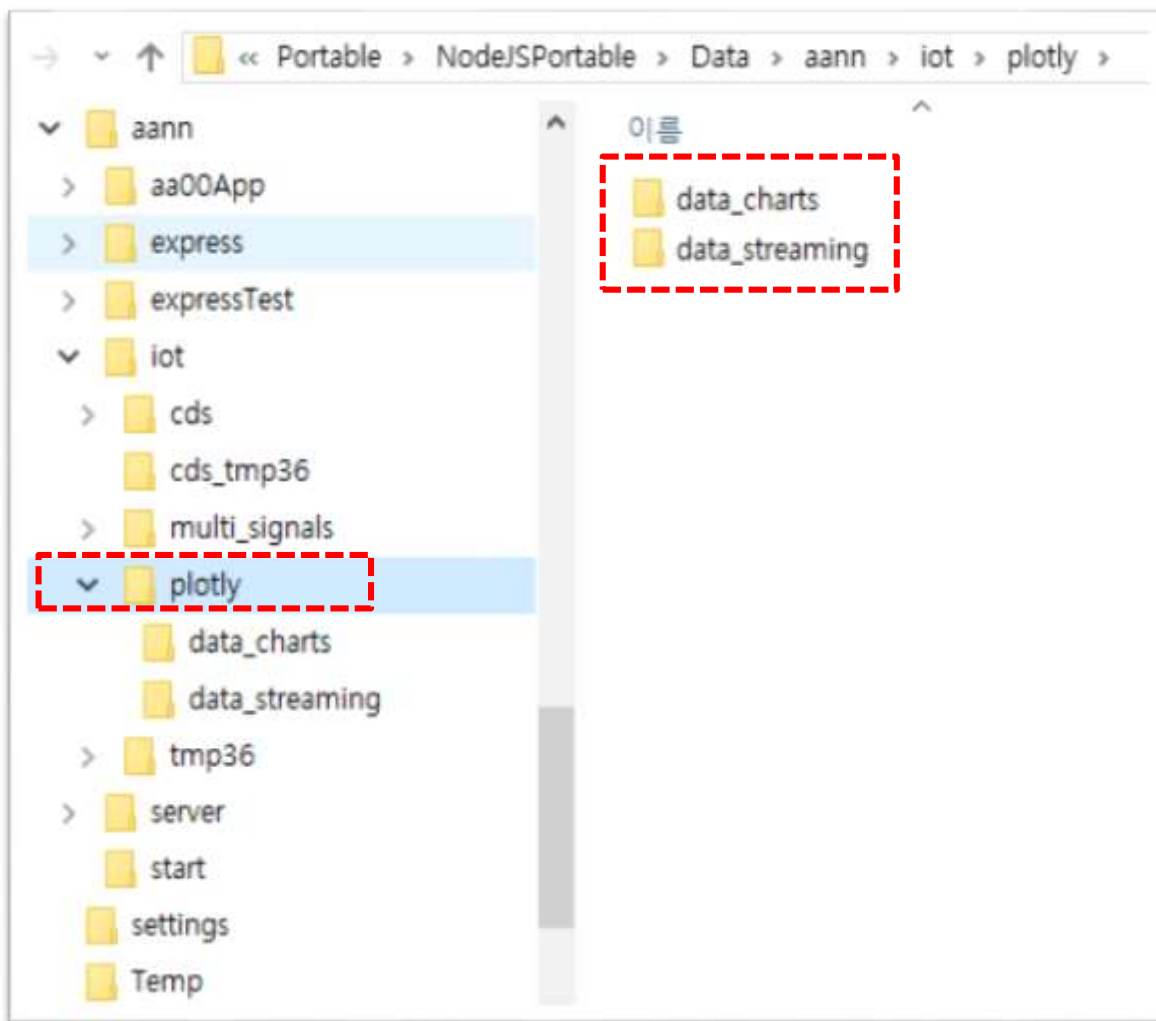 « Portable > NodeJSPortable > Data > aann > iot > plotly >
aann
aa00App
express
expressTest
iot
cds
cds_tmp36
multi_signals
plotly
data_charts
data_streaming
tmp36
server
start
settings
Temp
이름
data_charts
data_streaming